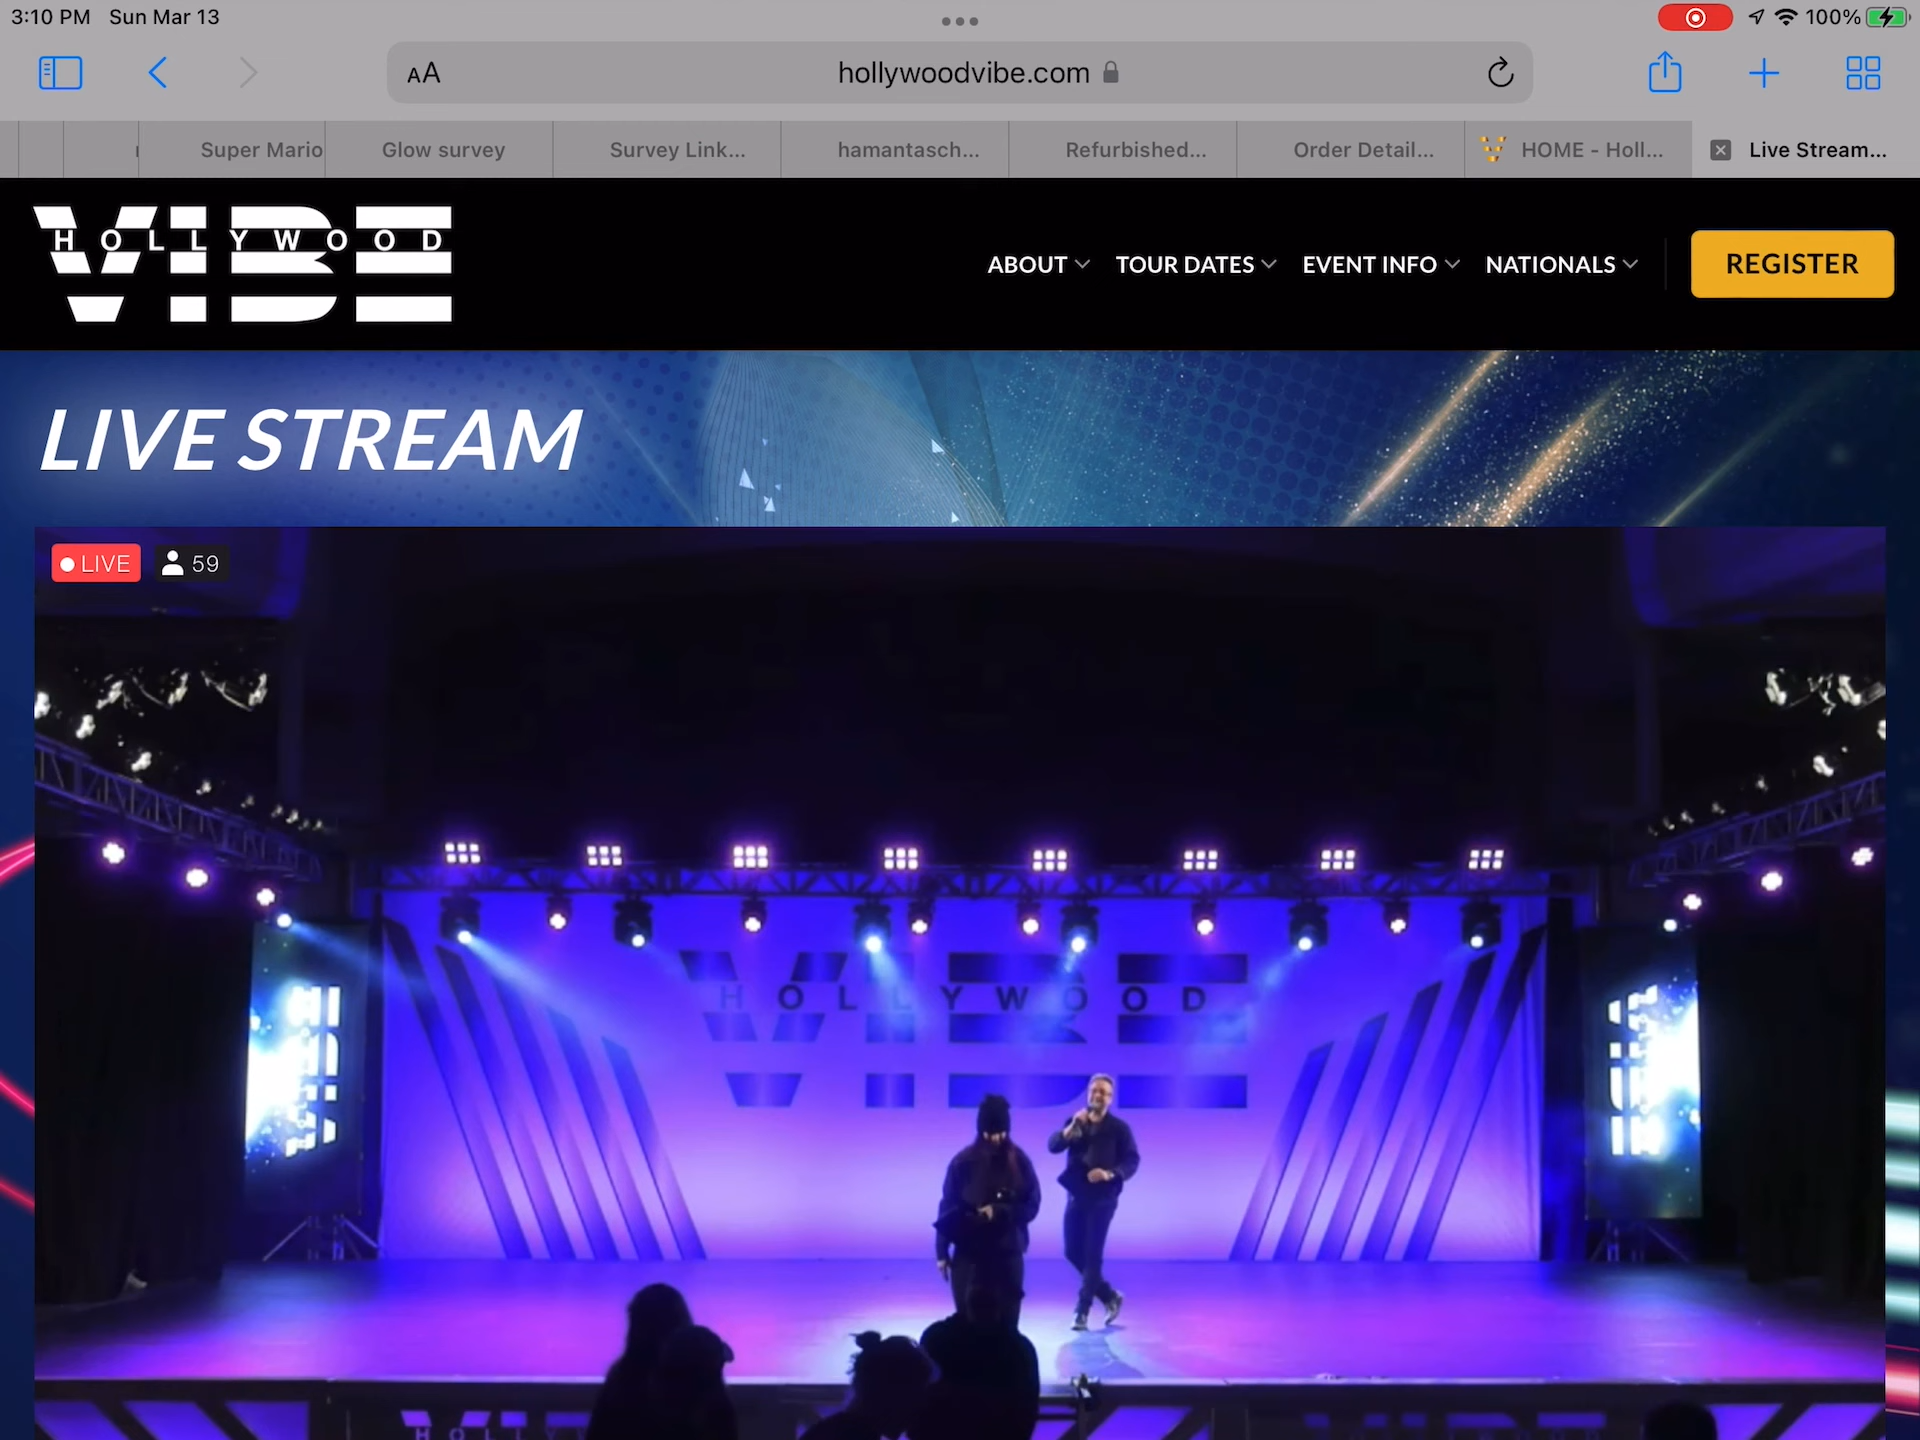 3:10 PM Sun Mar 13
100%
AA
hollywoodvibe.com
Super Mario
Glow survey
Survey Link...
hamantasch...
Refurbished...
Order Detail...
HOME - Holl...
Live Stream...
VIBE
HOLLYWOOD
ABOUT
TOUR DATES
EVENT INFO
NATIONALS
REGISTER
LIVE STREAM
LIVE
59
VIBE
HOLLYWOOD
VIBE
VIBE